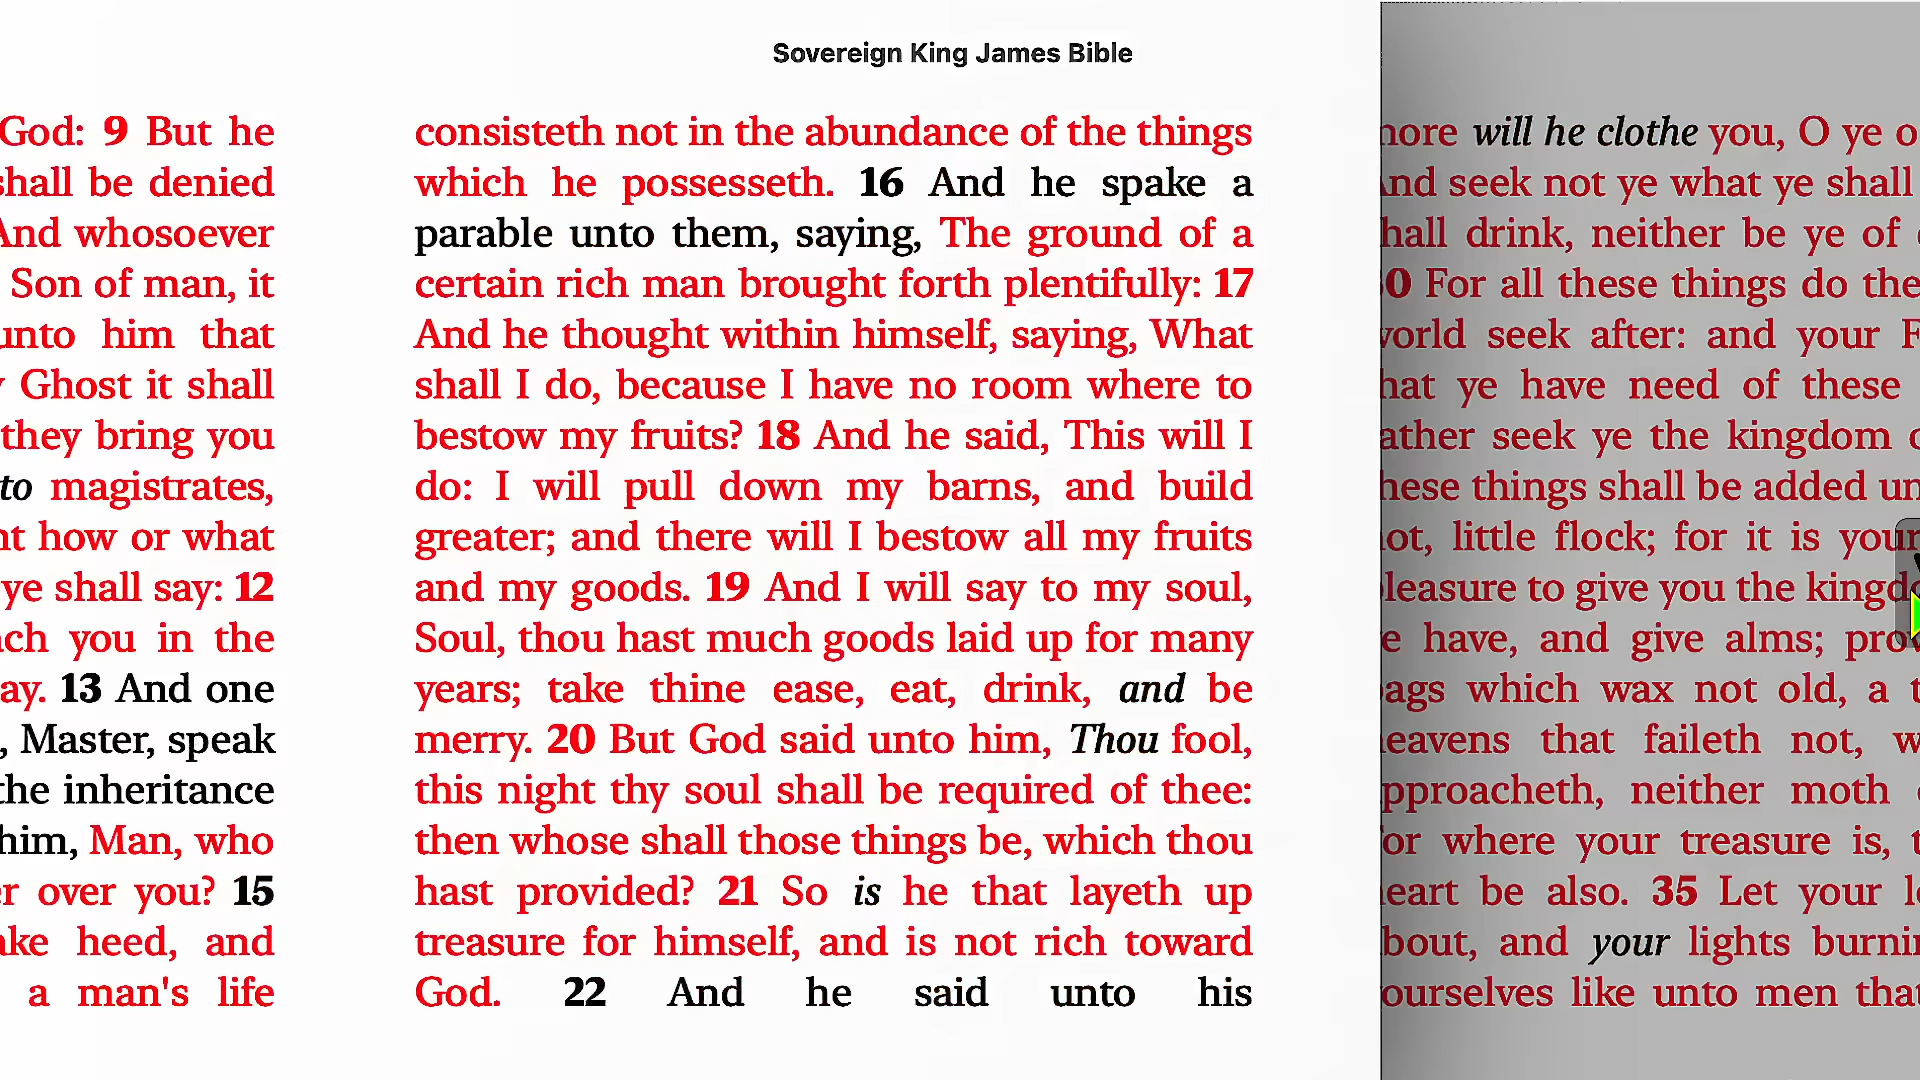 Sovereign King James Bible
God: 9 But he
shall be denied
And whosoever
Son of man, it
unto him that
Ghost it shall
they bring you
to magistrates,
how or what
ye shall say: 12
you in the
13 And one
, Master, speak
the inheritance
him, Man, who
over you? 15
heed, and
a man's life
consisteth not in the abundance of the things
which he possesseth. 16 And he spake a
parable unto them, saying, The ground of a
certain rich man brought forth plentifully: 17
And he thought within himself, saying, What
shall I do, because I have no room where to
bestow my fruits? 18 And he said, This will I
do: I will pull down my barns, and build
greater; and there will I bestow all my fruits
and my goods. 19 And I will say to my soul,
Soul, thou hast much goods laid up for many
years; take thine ease, eat, drink, and be
merry. 20 But God said unto him, Thou fool,
this night thy soul shall be required of thee:
then whose shall those things be, which thou
hast provided? 21 So is he that layeth up
treasure for himself, and is not rich toward
God. 22 And he said unto his
will he clothe you, O ye
seek not ye what ye shall
drink, neither be ye of
For all these things do
seek after: and your
ye have need of these
seek ye the kingdom
things shall be added
little flock; for it is your
to give you the
have, and give alms;
which wax not old, a
that faileth not,
neither moth
where your treasure is,
be also. 35 Let your
and your lights
like unto men